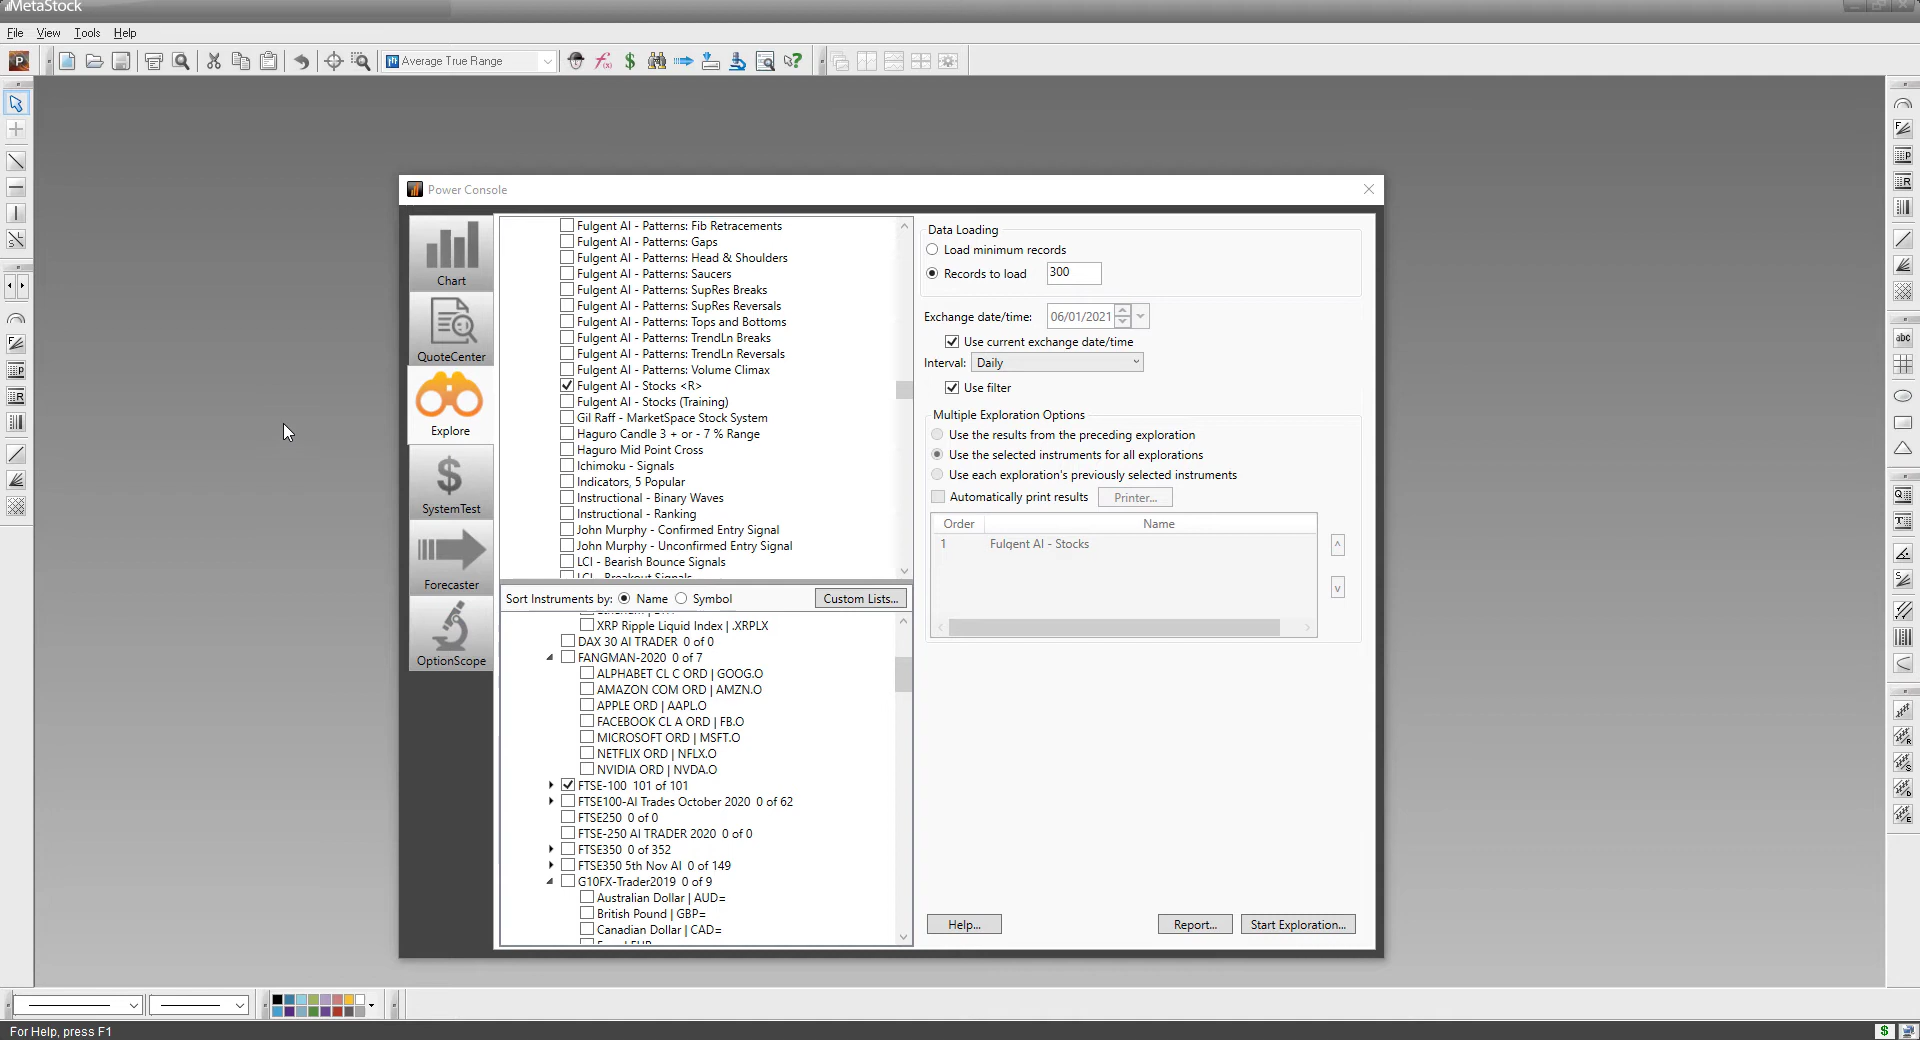 MetaStock
File View Tools Help
Average True Range
Power Console
Chart
QuoteCenter
Explore
SystemTest
Forecaster
OptionScope
Fulgent AI - Patterns: Fib Retracements
Fulgent AI - Patterns: Gaps
Fulgent AI - Patterns: Head & Shoulders
Fulgent AI - Patterns: Saucers
Fulgent AI - Patterns: SupRes Breaks
Fulgent AI - Patterns: SupRes Reversals
Fulgent AI - Patterns: Tops and Bottoms
Fulgent AI - Patterns: TrendLn Breaks
Fulgent AI - Patterns: TrendLn Reversals
Fulgent AI - Patterns: Volume Climax
Fulgent AI - Stocks <R>
Fulgent AI - Stocks (Training)
Gil Raff - MarketSpace Stock System
Haguro Candle 3 + or - 7 % Range
Haguro Mid Point Cross
Ichimoku - Signals
Indicators, 5 Popular
Instructional - Binary Waves
Instructional - Ranking
John Murphy - Confirmed Entry Signal
John Murphy - Unconfirmed Entry Signal
LCI - Bearish Bounce Signals
LCI - Breakout Signals
Sort Instruments by: Name Symbol Custom Lists...
XRP Ripple Liquid Index | .XRPLX
DAX 30 AI TRADER 0 of 0
FANGMAN-2020 0 of 7
ALPHABET CL C ORD | GOOG.O
AMAZON COM ORD | AMZN.O
APPLE ORD | AAPL.O
FACEBOOK CL A ORD | FB.O
MICROSOFT ORD | MSFT.O
NETFLIX ORD | NFLX.O
NVIDIA ORD | NVDA.O
FTSE-100 101 of 101
FTSE100-AI Trades October 2020 0 of 62
FTSE250 0 of 0
FTSE-250 AI TRADER 2020 0 of 0
FTSE350 0 of 352
FTSE350 5th Nov AI 0 of 149
G10FX-Trader2019 0 of 9
Australian Dollar | AUD=
British Pound | GBP=
Canadian Dollar | CAD=
Data Loading
Load minimum records
Records to load 300
Exchange date/time: 06/01/2021
Use current exchange date/time
Interval: Daily
Use filter
Multiple Exploration Options
Use the results from the preceding exploration
Use the selected instruments for all explorations
Use each exploration's previously selected instruments
Automatically print results Printer...
Order Name
1 Fulgent AI - Stocks
Help... Report... Start Exploration...
For Help, press F1